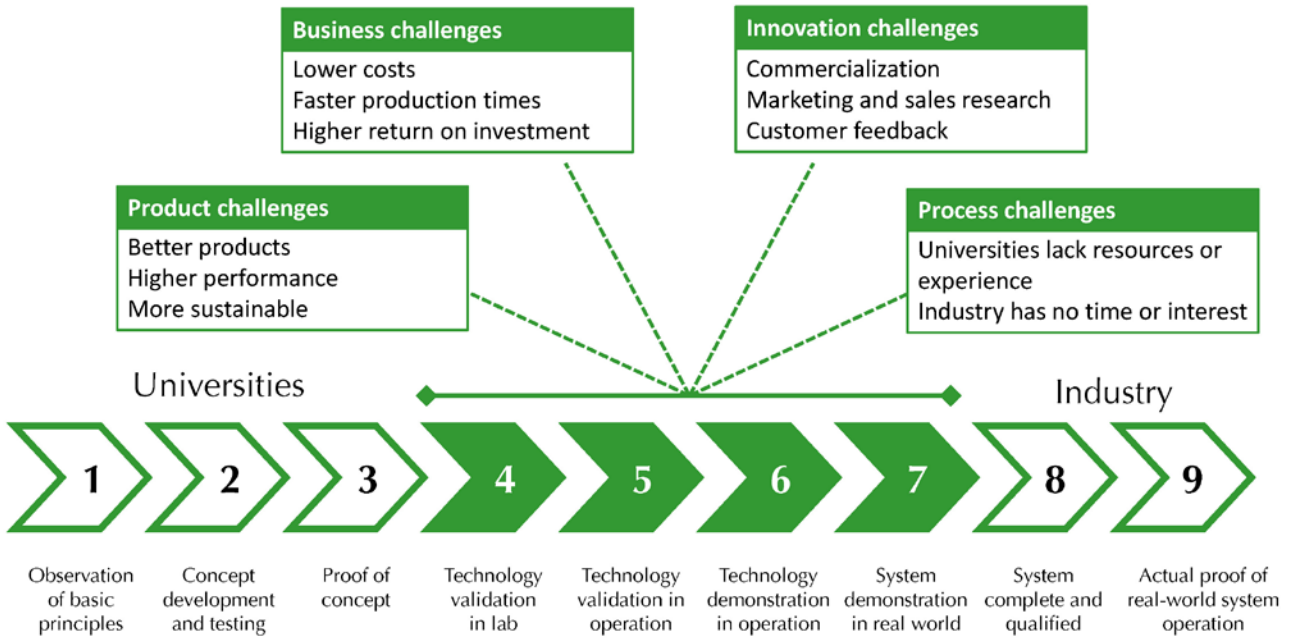 Business challenges
Lower costs
Faster production times
Higher return on investment
Innovation challenges
Commercialization
Marketing and sales research
Customer feedback
Product challenges
Better products
Higher performance
More sustainable
Process challenges
Universities lack resources or
experience
Industry has no time or interest
Universities
Industry
1
2
3
4
5
6
7
8
9
Observation
of basic
principles
Concept
development
and testing
Proof of
concept
Technology
validation
in lab
Technology
validation in
operation
Technology
demonstration
in operation
System
demonstration
in real world
System
complete and
qualified
Actual proof of
real-world system
operation